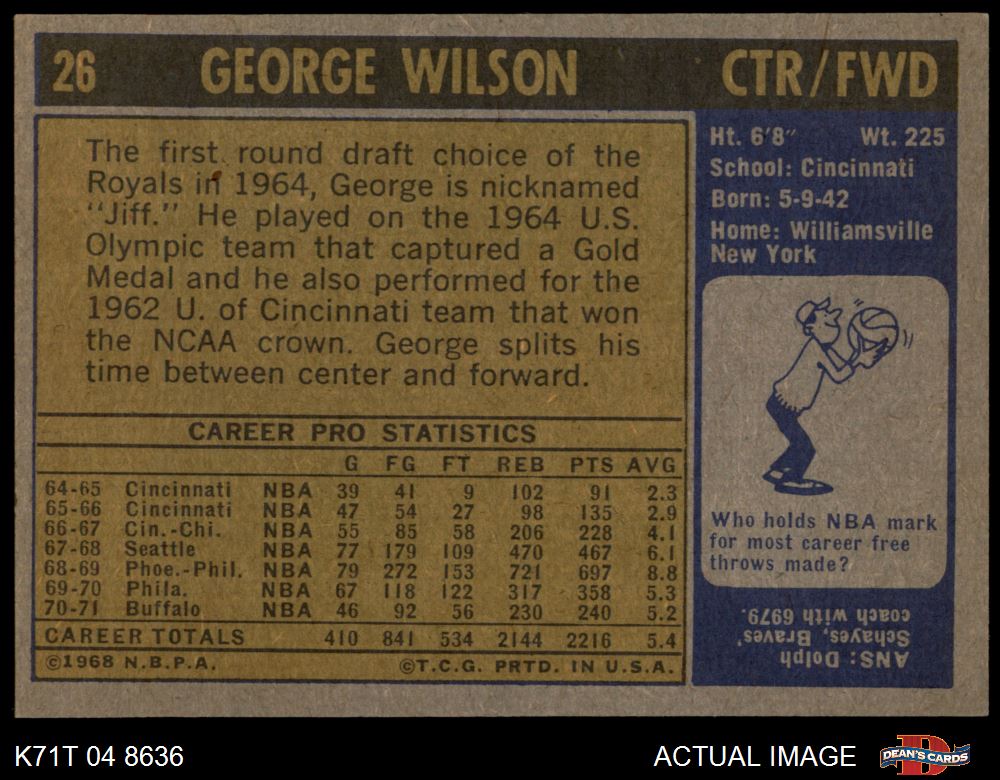 26 GEORGE WILSON CTR/FWD
The first round draft choice of the
Royals in 1964, George is nicknamed
"Jiff." He played on the 1964 U.S.
Olympic team that captured a Gold
Medal and he also performed for the
1962 U. of Cincinnati team that won
the NCAA crown. George splits his
time between center and forward.
CAREER PRO STATISTICS
G FG FT REB PTS AVG
64-65 Cincinnati NBA 39 41 9 102 91 2.3
65-66 Cincinnati NBA 47 54 27 98 135 2.9
66-67 Cin.-Chi. NBA 55 85 58 206 228 4.1
67-68 Seattle NBA 77 179 109 470 467 6.1
68-69 Phoe.-Phil. NBA 79 272 153 721 697 8.8
69-70 Phila. NBA 67 118 122 317 358 5.3
70-71 Buffalo NBA 46 92 56 230 240 5.2
CAREER TOTALS 410 841 534 2144 2216 5.4
©1968 N.B.P.A. ©T.C.G. PRTD. IN U.S.A.
Ht. 6'8" Wt. 225
School: Cincinnati
Born: 5-9-42
Home: Williamsville
New York
Who holds NBA mark
for most career free
throws made?
ANS: Dolph
Schayes, Braves'
coach with 6979.
K71T 04 8636 ACTUAL IMAGE DEAN'S CARDS